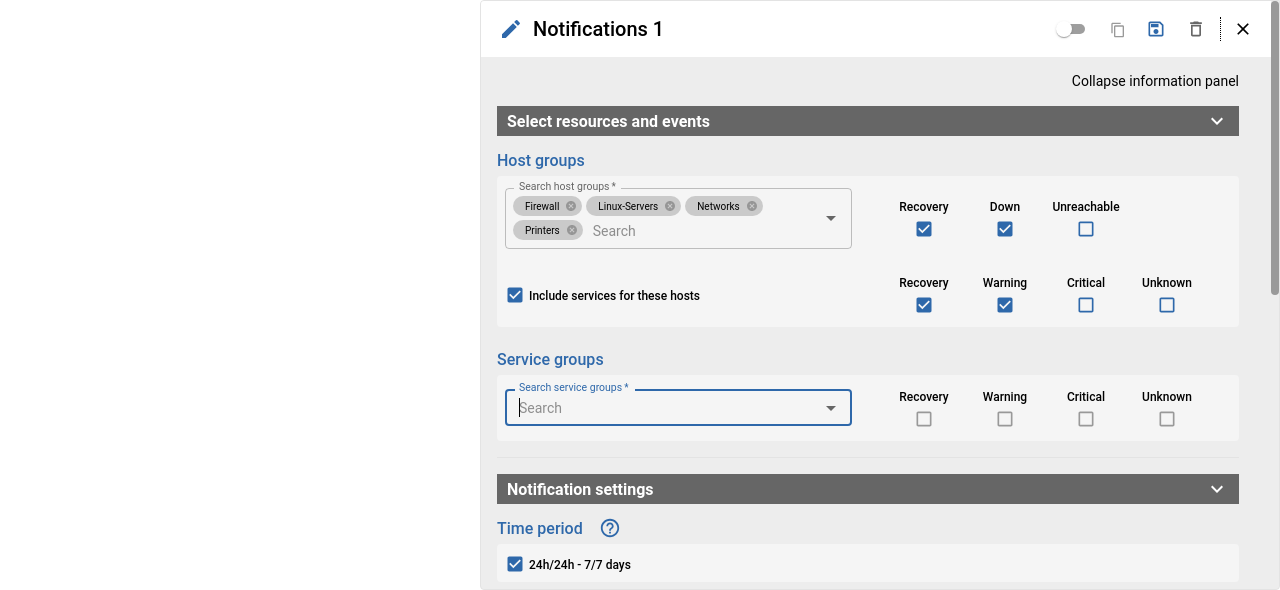 Notifications 1
Collapse information panel
Select resources and events
Host groups
Search host groups *
Firewall Linux-Servers Networks
Printers Search
Recovery Down Unreachable
Include services for these hosts
Recovery Warning Critical Unknown
Service groups
Search service groups *
Search
Recovery Warning Critical Unknown
Notification settings
Time period ?
24h/24h - 7/7 days